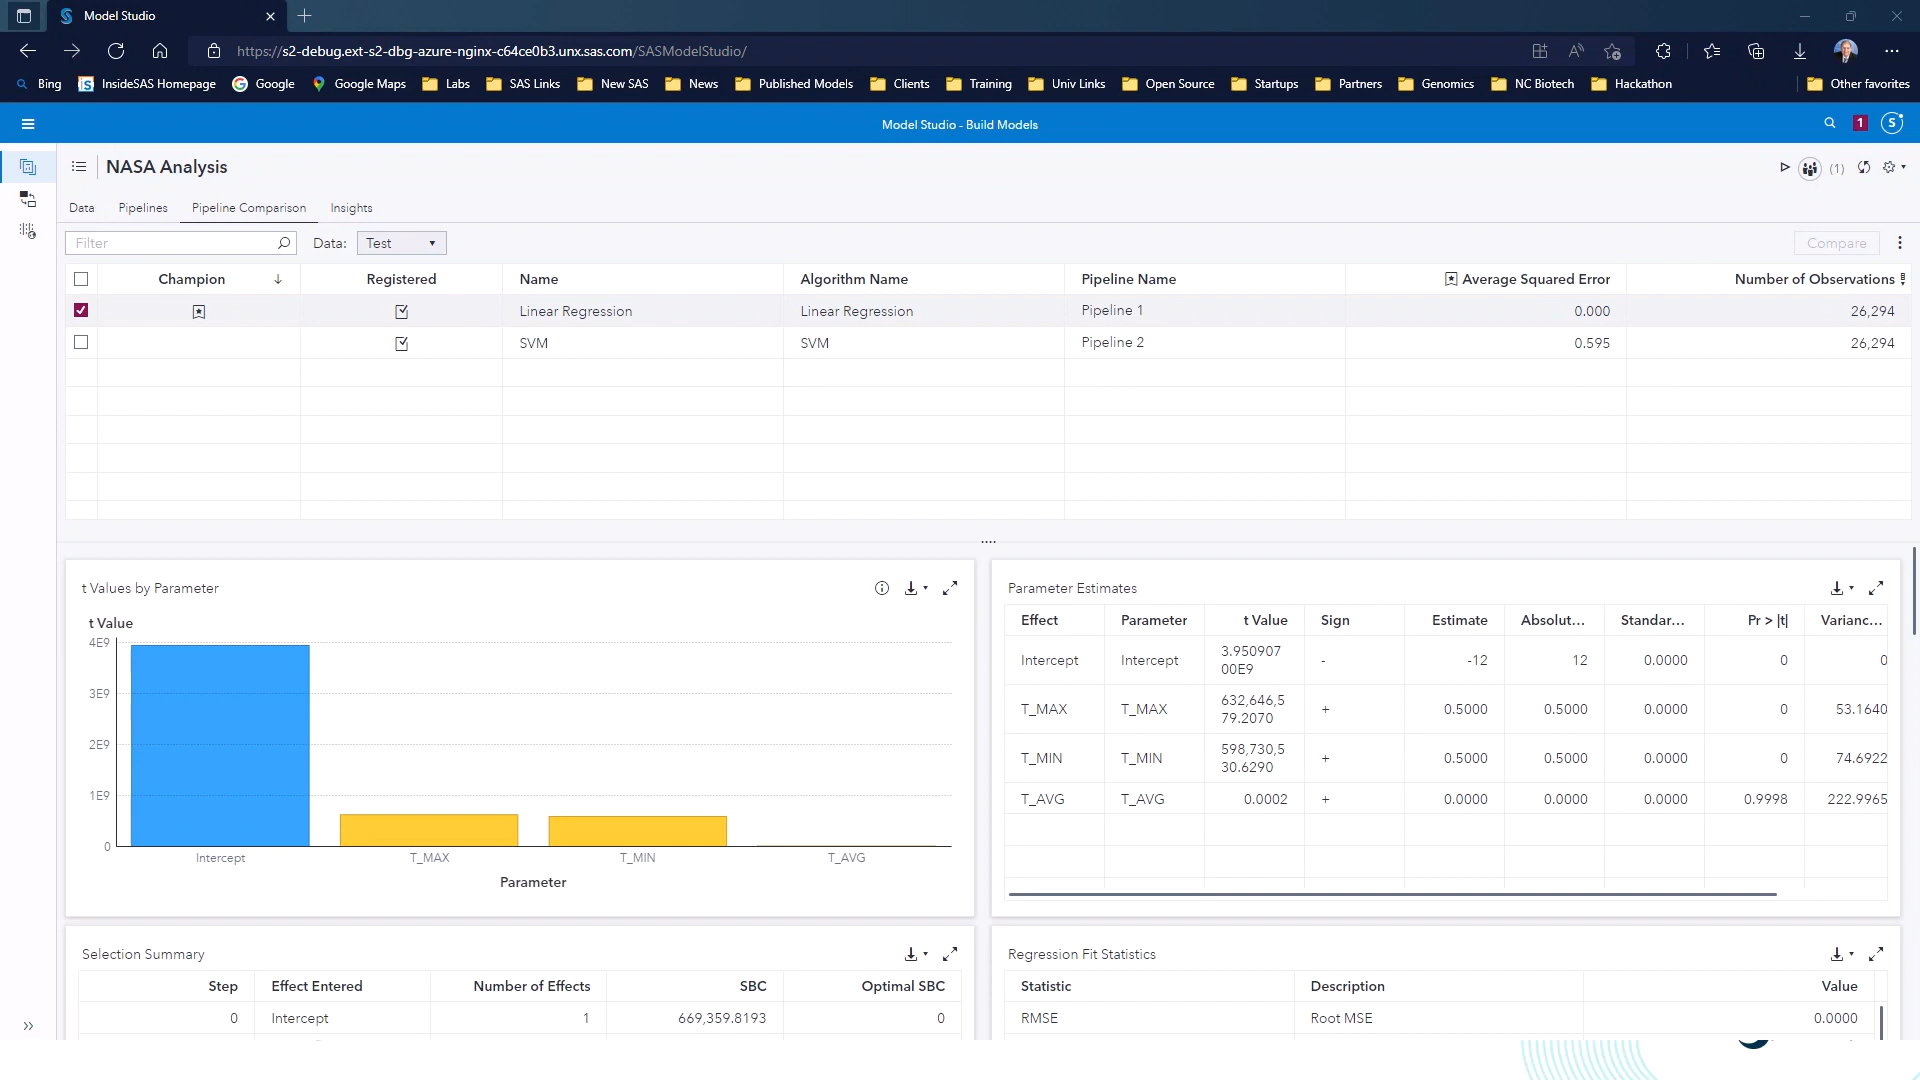 Model Studio
https://s2-debug.ext-s2-dbg-azure-nginx-c64ce0b3.unx.sas.com/SASModelStudio/
Bing InsideSAS Homepage Google Google Maps Labs SAS Links New SAS News Published Models Clients Training Univ Links Open Source Startups Partners Genomics NC Biotech Hackathon Other favorites
Model Studio - Build Models 1 S
NASA Analysis (1)
Data Pipelines Pipeline Comparison Insights
Filter Data: Test Compare
Champion Registered Name Algorithm Name Pipeline Name Average Squared Error Number of Observations
Linear Regression Linear Regression Pipeline 1 0.000 26,294
SVM SVM Pipeline 2 0.595 26,294
t Values by Parameter
t Value
4E9
3E9
2E9
1E9
0
Intercept T_MAX T_MIN T_AVG
Parameter
Parameter Estimates
Effect Parameter t Value Sign Estimate Absolut... Standar... Pr > |t| Varianc...
Intercept Intercept 3.950907
00E9 - -12 12 0.0000 0 0
T_MAX T_MAX 632,646,5
79.2070 + 0.5000 0.5000 0.0000 0 53.1640
T_MIN T_MIN 598,730,5
30.6290 + 0.5000 0.5000 0.0000 0 74.6922
T_AVG T_AVG 0.0002 + 0.0000 0.0000 0.0000 0.9998 222.9965
Selection Summary
Step Effect Entered Number of Effects SBC Optimal SBC
0 Intercept 1 669,359.8193 0
Regression Fit Statistics
Statistic Description Value
RMSE Root MSE 0.0000